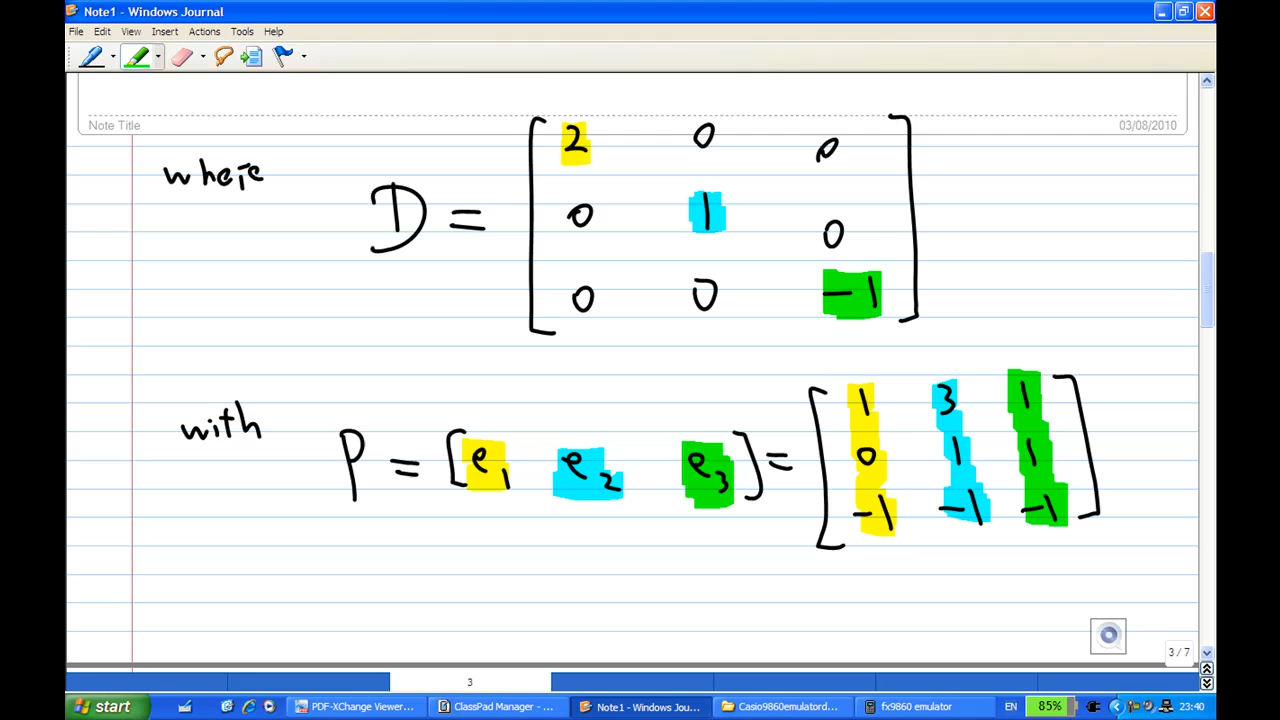 Note1 - Windows Journal
File Edit View Insert Actions Tools Help
Note Title 03/08/2010
where D = [ 2 0 0
0 1 0
0 0 -1 ]
with P = [e1 e2 e3] = [ 1 3 1
0 1 1
-1 -1 -1 ]
3 / 7
3
start PDF-XChange Viewer... ClassPad Manager - ... Note1 - Windows Jou... Casio9860emulatord... fx9860 emulator EN 85% 23:40